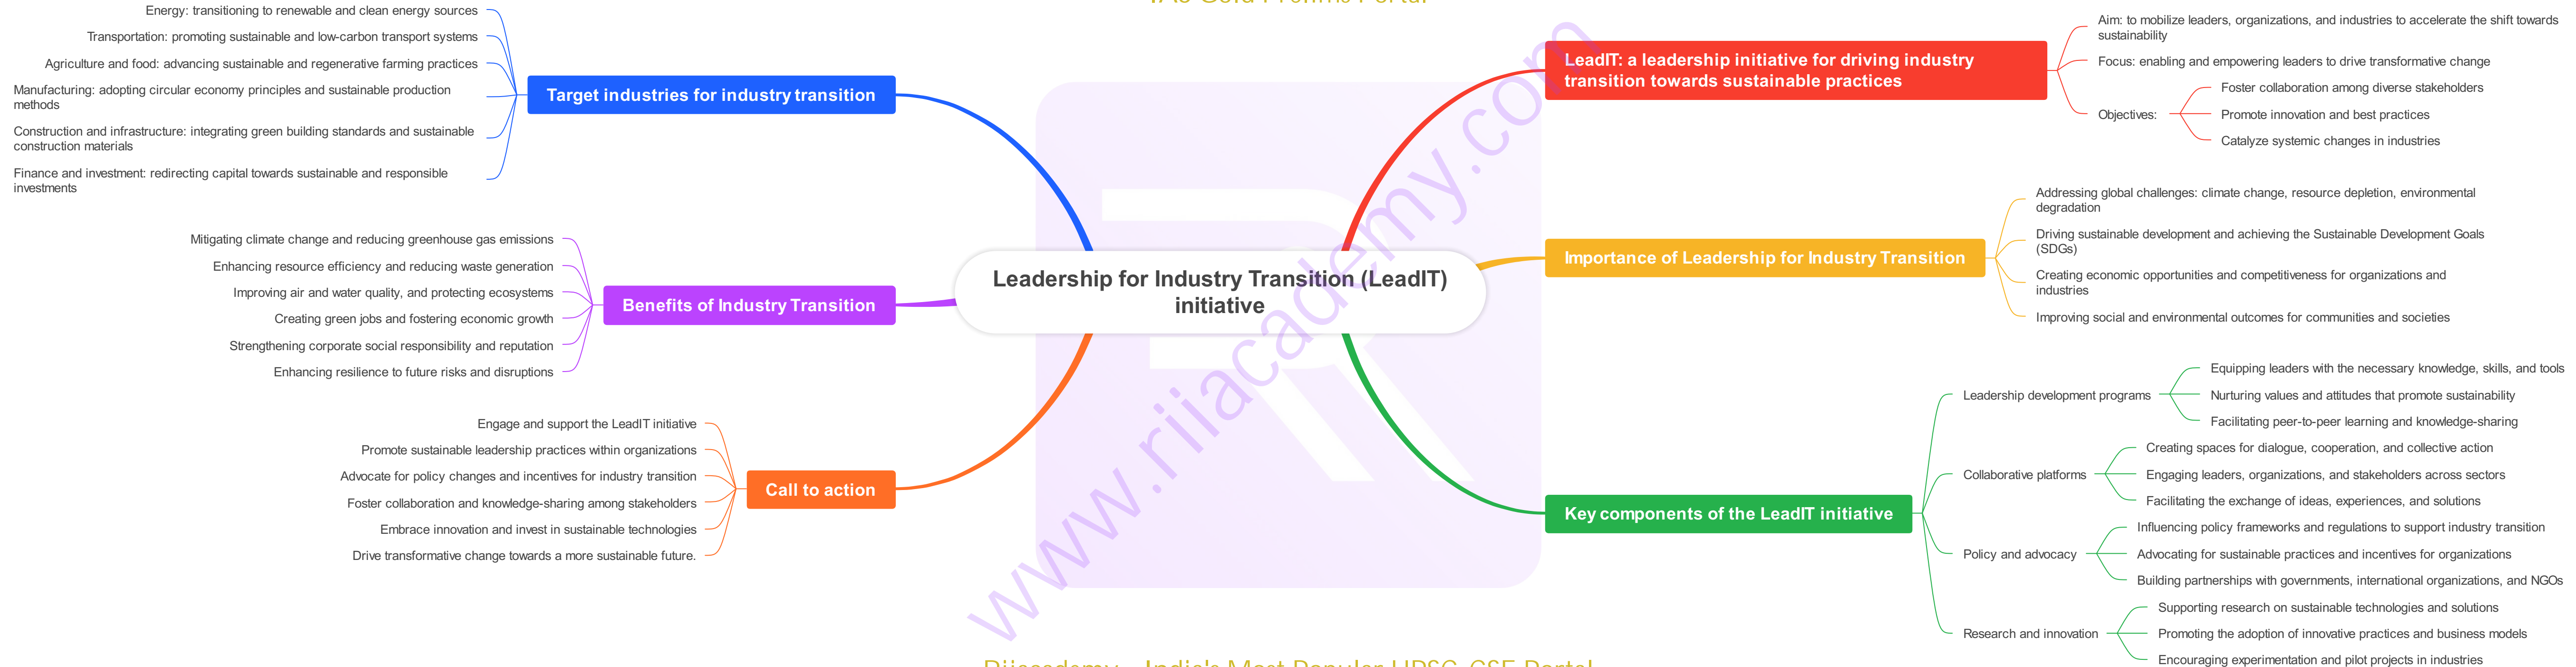 Leadership for Industry Transition (LeadIT)
initiative
LeadIT: a leadership initiative for driving industry
transition towards sustainable practices
Aim: to mobilize leaders, organizations, and industries to accelerate the shift towards
sustainability
Focus: enabling and empowering leaders to drive transformative change
Objectives:
Foster collaboration among diverse stakeholders
Promote innovation and best practices
Catalyze systemic changes in industries
Importance of Leadership for Industry Transition
Addressing global challenges: climate change, resource depletion, environmental
degradation
Driving sustainable development and achieving the Sustainable Development Goals
(SDGs)
Creating economic opportunities and competitiveness for organizations and
industries
Improving social and environmental outcomes for communities and societies
Key components of the LeadIT initiative
Leadership development programs
Equipping leaders with the necessary knowledge, skills, and tools
Nurturing values and attitudes that promote sustainability
Facilitating peer-to-peer learning and knowledge-sharing
Collaborative platforms
Creating spaces for dialogue, cooperation, and collective action
Engaging leaders, organizations, and stakeholders across sectors
Facilitating the exchange of ideas, experiences, and solutions
Policy and advocacy
Influencing policy frameworks and regulations to support industry transition
Advocating for sustainable practices and incentives for organizations
Building partnerships with governments, international organizations, and NGOs
Research and innovation
Supporting research on sustainable technologies and solutions
Promoting the adoption of innovative practices and business models
Encouraging experimentation and pilot projects in industries
Target industries for industry transition
Energy: transitioning to renewable and clean energy sources
Transportation: promoting sustainable and low-carbon transport systems
Agriculture and food: advancing sustainable and regenerative farming practices
Manufacturing: adopting circular economy principles and sustainable production
methods
Construction and infrastructure: integrating green building standards and sustainable
construction materials
Finance and investment: redirecting capital towards sustainable and responsible
investments
Benefits of Industry Transition
Mitigating climate change and reducing greenhouse gas emissions
Enhancing resource efficiency and reducing waste generation
Improving air and water quality, and protecting ecosystems
Creating green jobs and fostering economic growth
Strengthening corporate social responsibility and reputation
Enhancing resilience to future risks and disruptions
Call to action
Engage and support the LeadIT initiative
Promote sustainable leadership practices within organizations
Advocate for policy changes and incentives for industry transition
Foster collaboration and knowledge-sharing among stakeholders
Embrace innovation and invest in sustainable technologies
Drive transformative change towards a more sustainable future.
www.riiacademy.com
India's Most Popular UPSC-CSE Portal